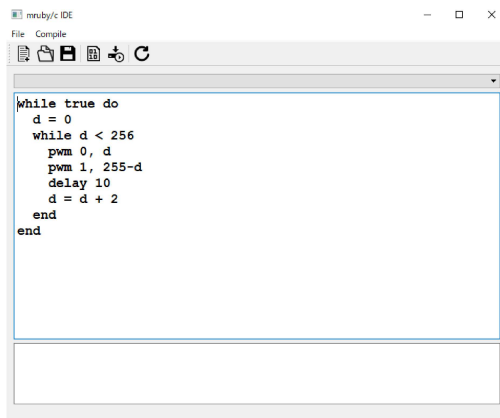 mruby/c IDE
File Compile
while true do
  d = 0
  while d < 256
    pwm 0, d
    pwm 1, 255-d
    delay 10
    d = d + 2
  end
end